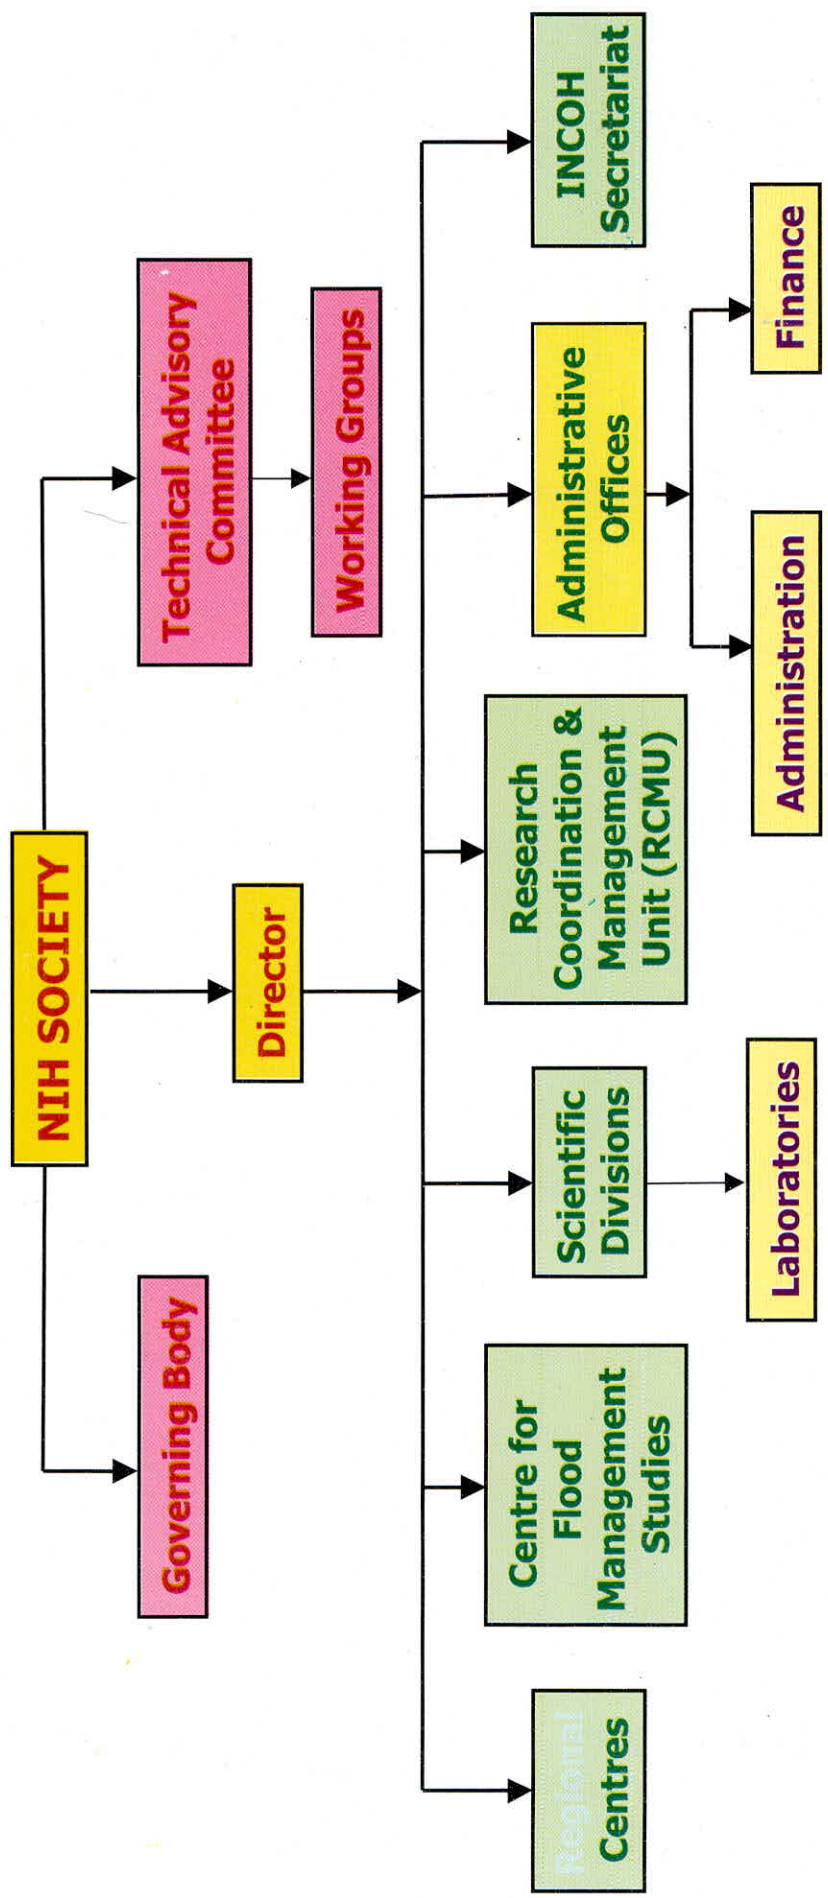 NIH SOCIETY
Governing Body
Technical Advisory
Committee
Director
Working Groups
Regional
Centres
Centre for
Flood
Management
Studies
Scientific
Divisions
Research
Coordination &
Management
Unit (RCMU)
Administrative
Offices
INCOH
Secretariat
Laboratories
Administration
Finance